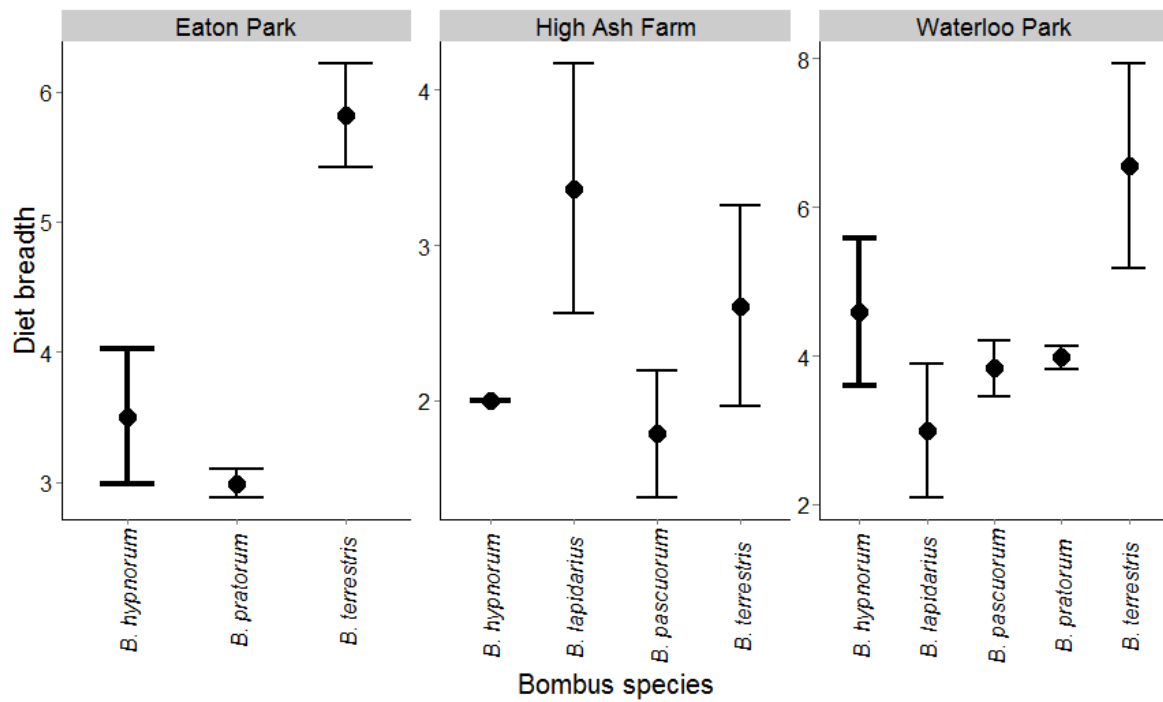 Eaton Park
High Ash Farm
Waterloo Park
Diet breadth
6
5
4
3
4
3
2
8
6
4
2
B. hypnorum
B. pratorum
B. terrestris
B. hypnorum
B. lapidarius
B. pascuorum
B. terrestris
B. hypnorum
B. lapidarius
B. pascuorum
B. pratorum
B. terrestris
Bombus species